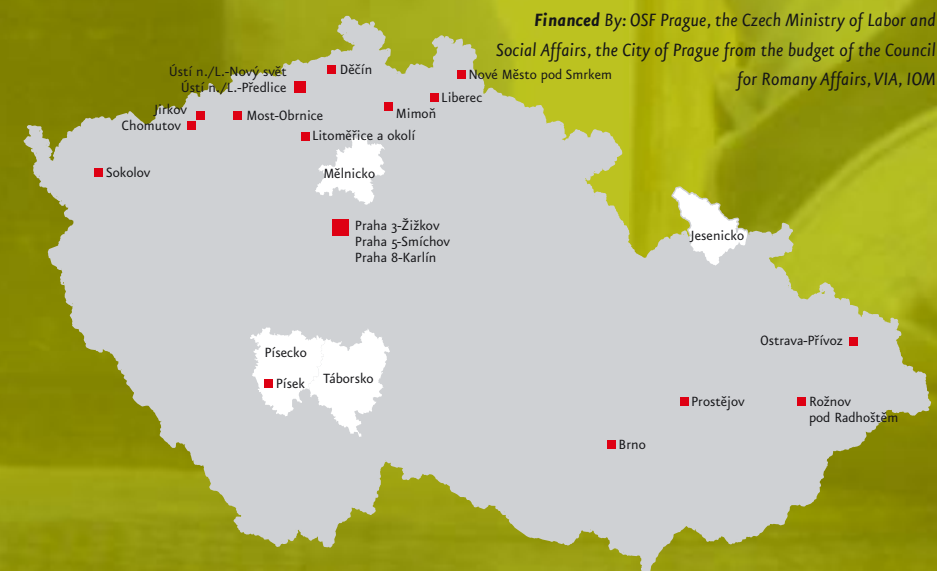 Financed By: OSF Prague, the Czech Ministry of Labor and
Social Affairs, the City of Prague from the budget of the Council
for Romany Affairs, VIA, IOM
Ústí n./L.-Nový svět
Ústí n./L.-Předlice
Děčín
Nové Město pod Smrkem
Liberec
Mimoň
Jirkov
Chomutov
Most-Obrnice
Litoměřice a okolí
Sokolov
Mělnicko
Praha 3-Žižkov
Praha 5-Smíchov
Praha 8-Karlín
Jesenicko
Písecko
Písek
Táborsko
Ostrava-Přívoz
Prostějov
Rožnov
pod Radhoštěm
Brno